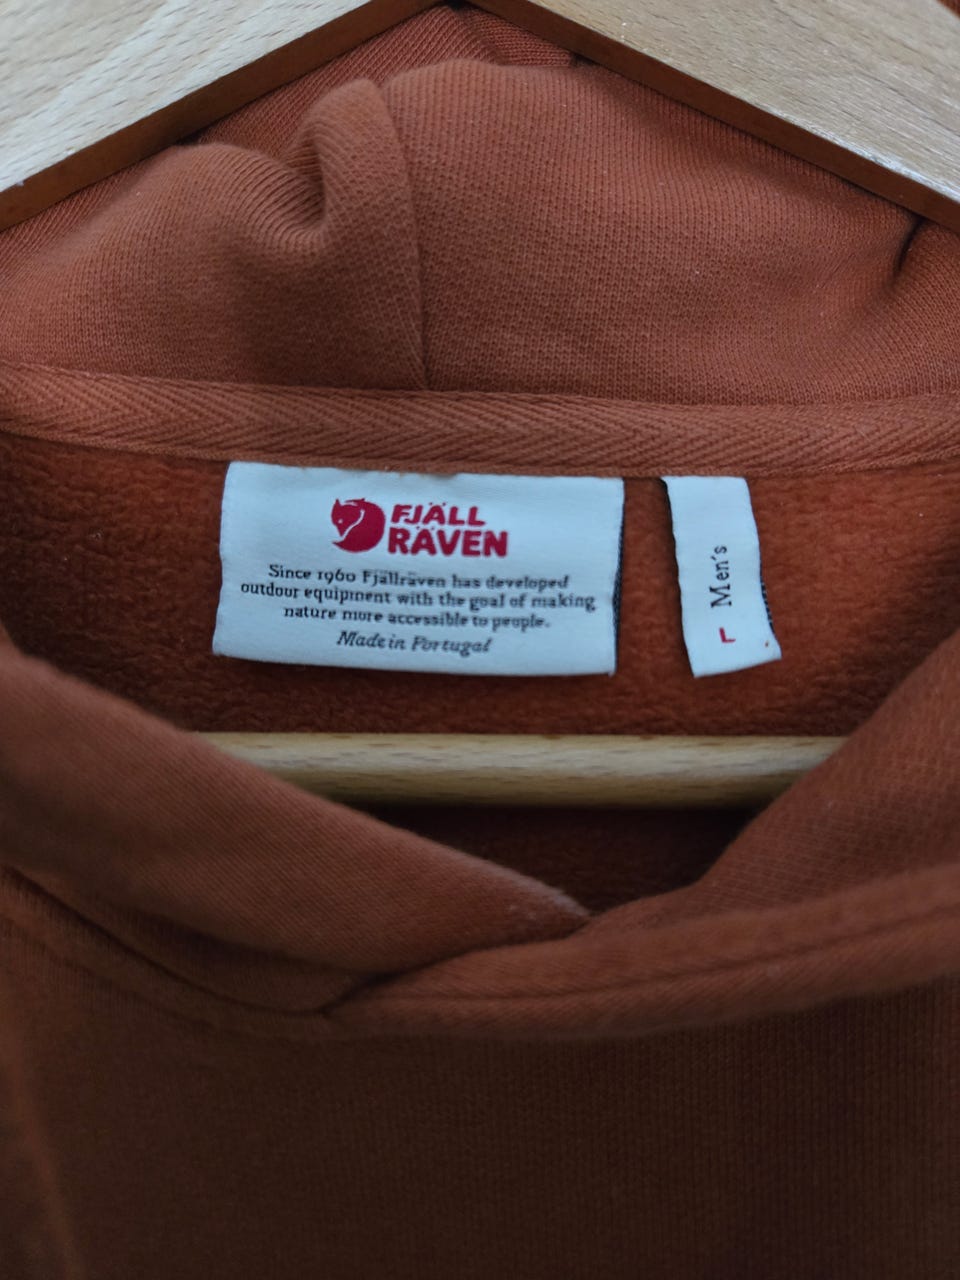 FJÄLL
RÄVEN
Since 1960 Fjällräven has developed
outdoor equipment with the goal of making
nature more accessible to people.
Made in Portugal
Men's
L